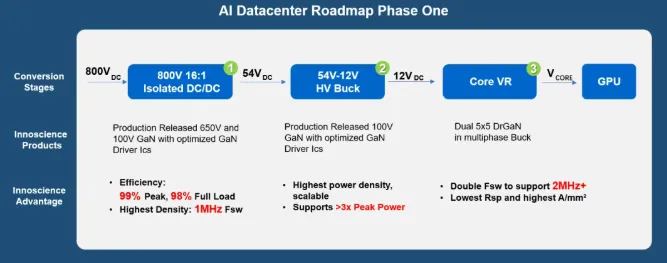 AI Datacenter Roadmap Phase One
Conversion Stages
800V DC
800V 16:1 Isolated DC/DC
1
54V DC
54V-12V HV Buck
2
12V DC
Core VR
3
V CORE
GPU
Innoscience Products
Production Released 650V and
100V GaN with optimized GaN
Driver Ics
Production Released 100V
GaN with optimized GaN
Driver Ics
Dual 5x5 DrGaN
in multiphase Buck
Innoscience Advantage
• Efficiency:
99% Peak, 98% Full Load
• Highest Density: 1MHz Fsw
• Highest power density,
scalable
• Supports >3x Peak Power
• Double Fsw to support 2MHz+
• Lowest Rsp and highest A/mm²